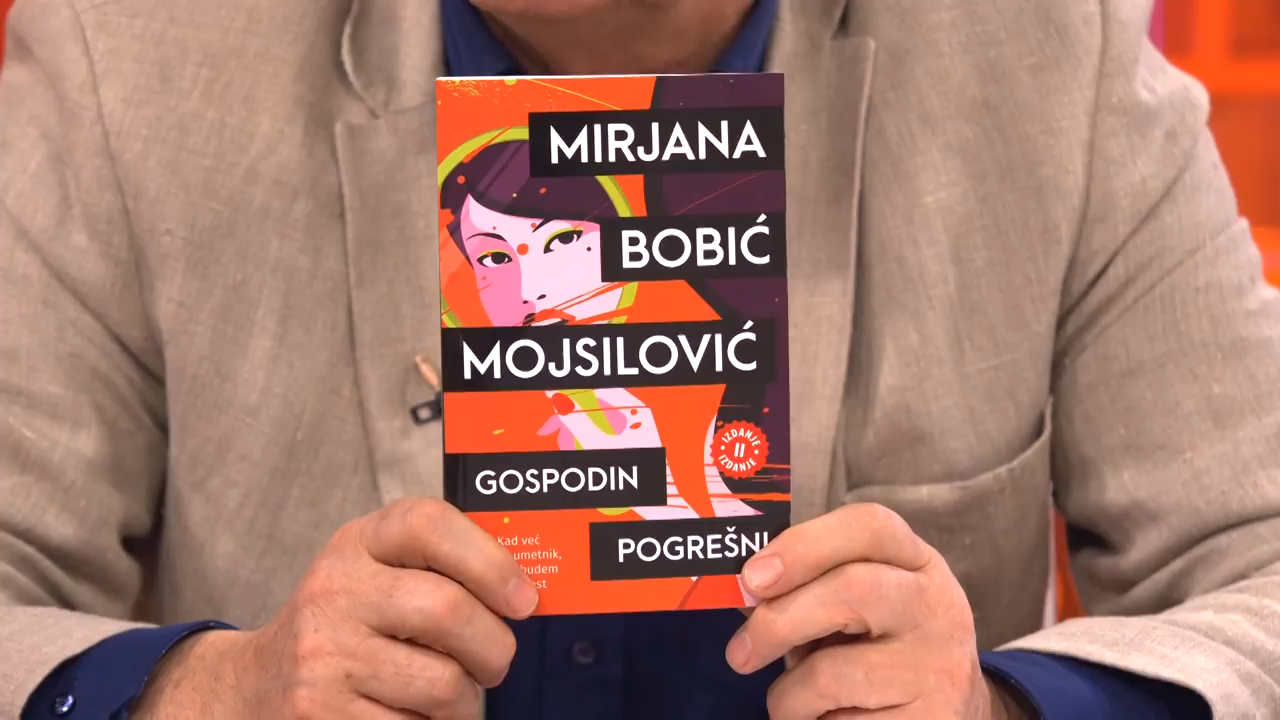 MIRJANA
BOBIĆ
MOJSILOVIĆ
IZDANJE
II
IZDANJE
GOSPODIN
POGREŠNI
Kad već
umetnik,
budem